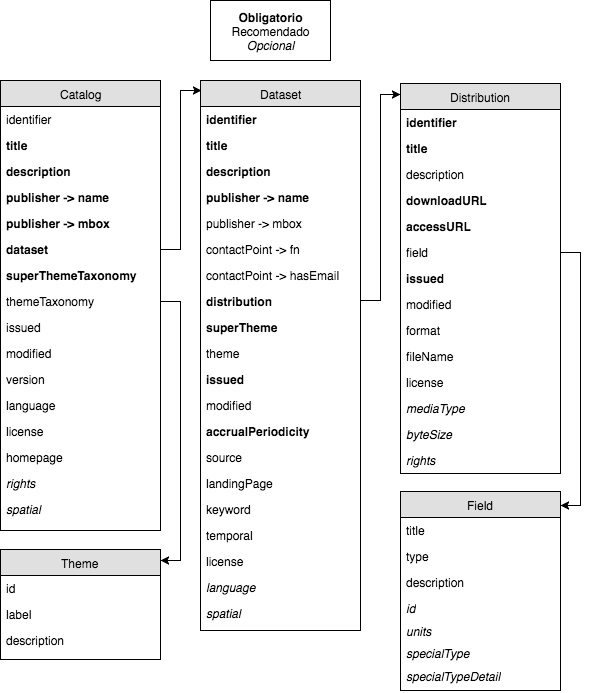 Obligatorio
Recomendado
Opcional
Catalog
identifier
title
description
publisher -> name
publisher -> mbox
dataset
superThemeTaxonomy
themeTaxonomy
issued
modified
version
language
license
homepage
rights
spatial
Theme
id
label
description
Dataset
identifier
title
description
publisher -> name
publisher -> mbox
contactPoint -> fn
contactPoint -> hasEmail
distribution
superTheme
theme
issued
modified
accrualPeriodicity
source
landingPage
keyword
temporal
license
language
spatial
Distribution
identifier
title
description
downloadURL
accessURL
field
issued
modified
format
fileName
license
mediaType
byteSize
rights
Field
title
type
description
id
units
specialType
specialTypeDetail